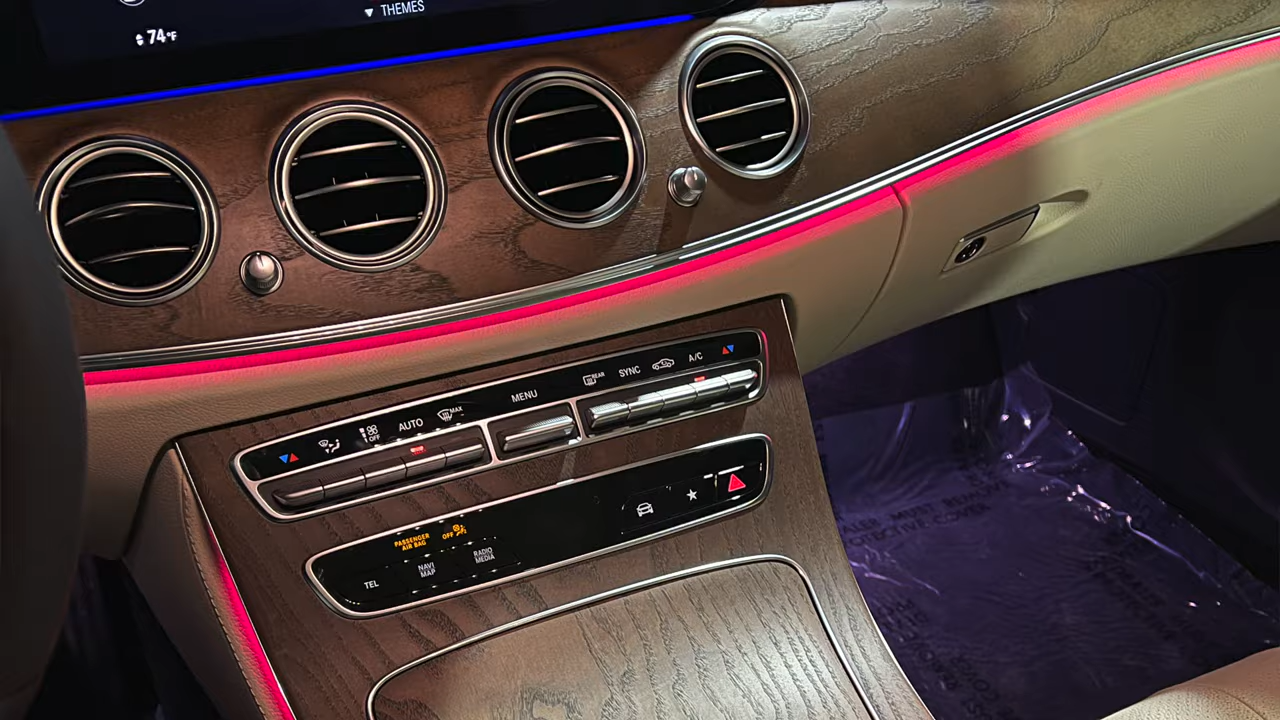 THEMES
74°F
REAR
SYNC
A/C
MENU
MAX
AUTO
OFF
PASSENGER
AIR BAG
OFF
TEL
NAVI
MAP
RADIO
MEDIA